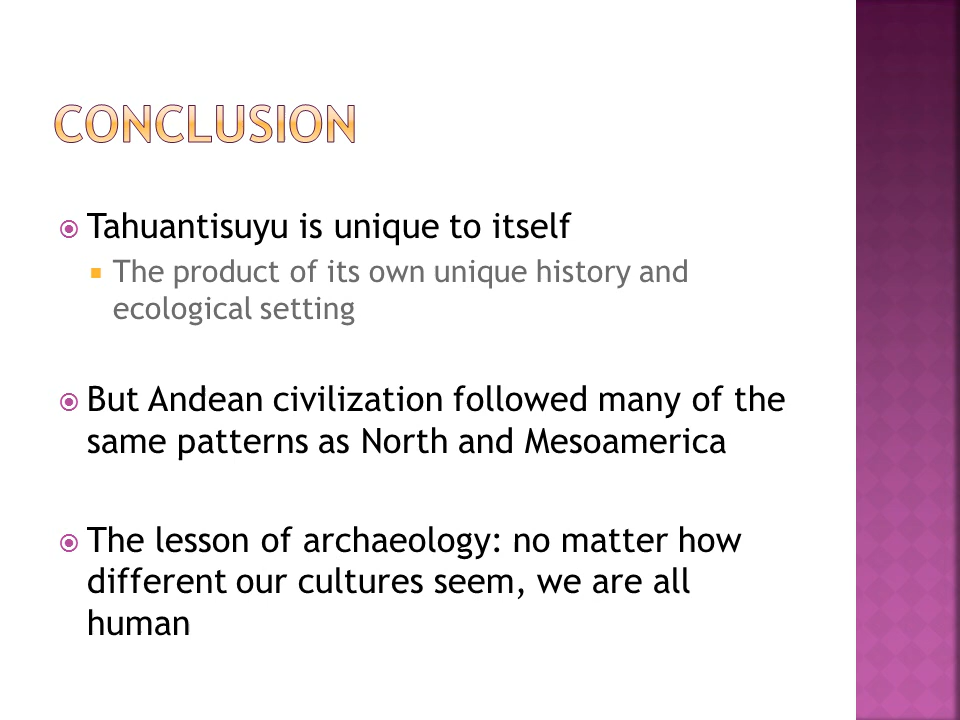 CONCLUSION
Tahuantisuyu is unique to itself
The product of its own unique history and
ecological setting
But Andean civilization followed many of the
same patterns as North and Mesoamerica
The lesson of archaeology: no matter how
different our cultures seem, we are all
human